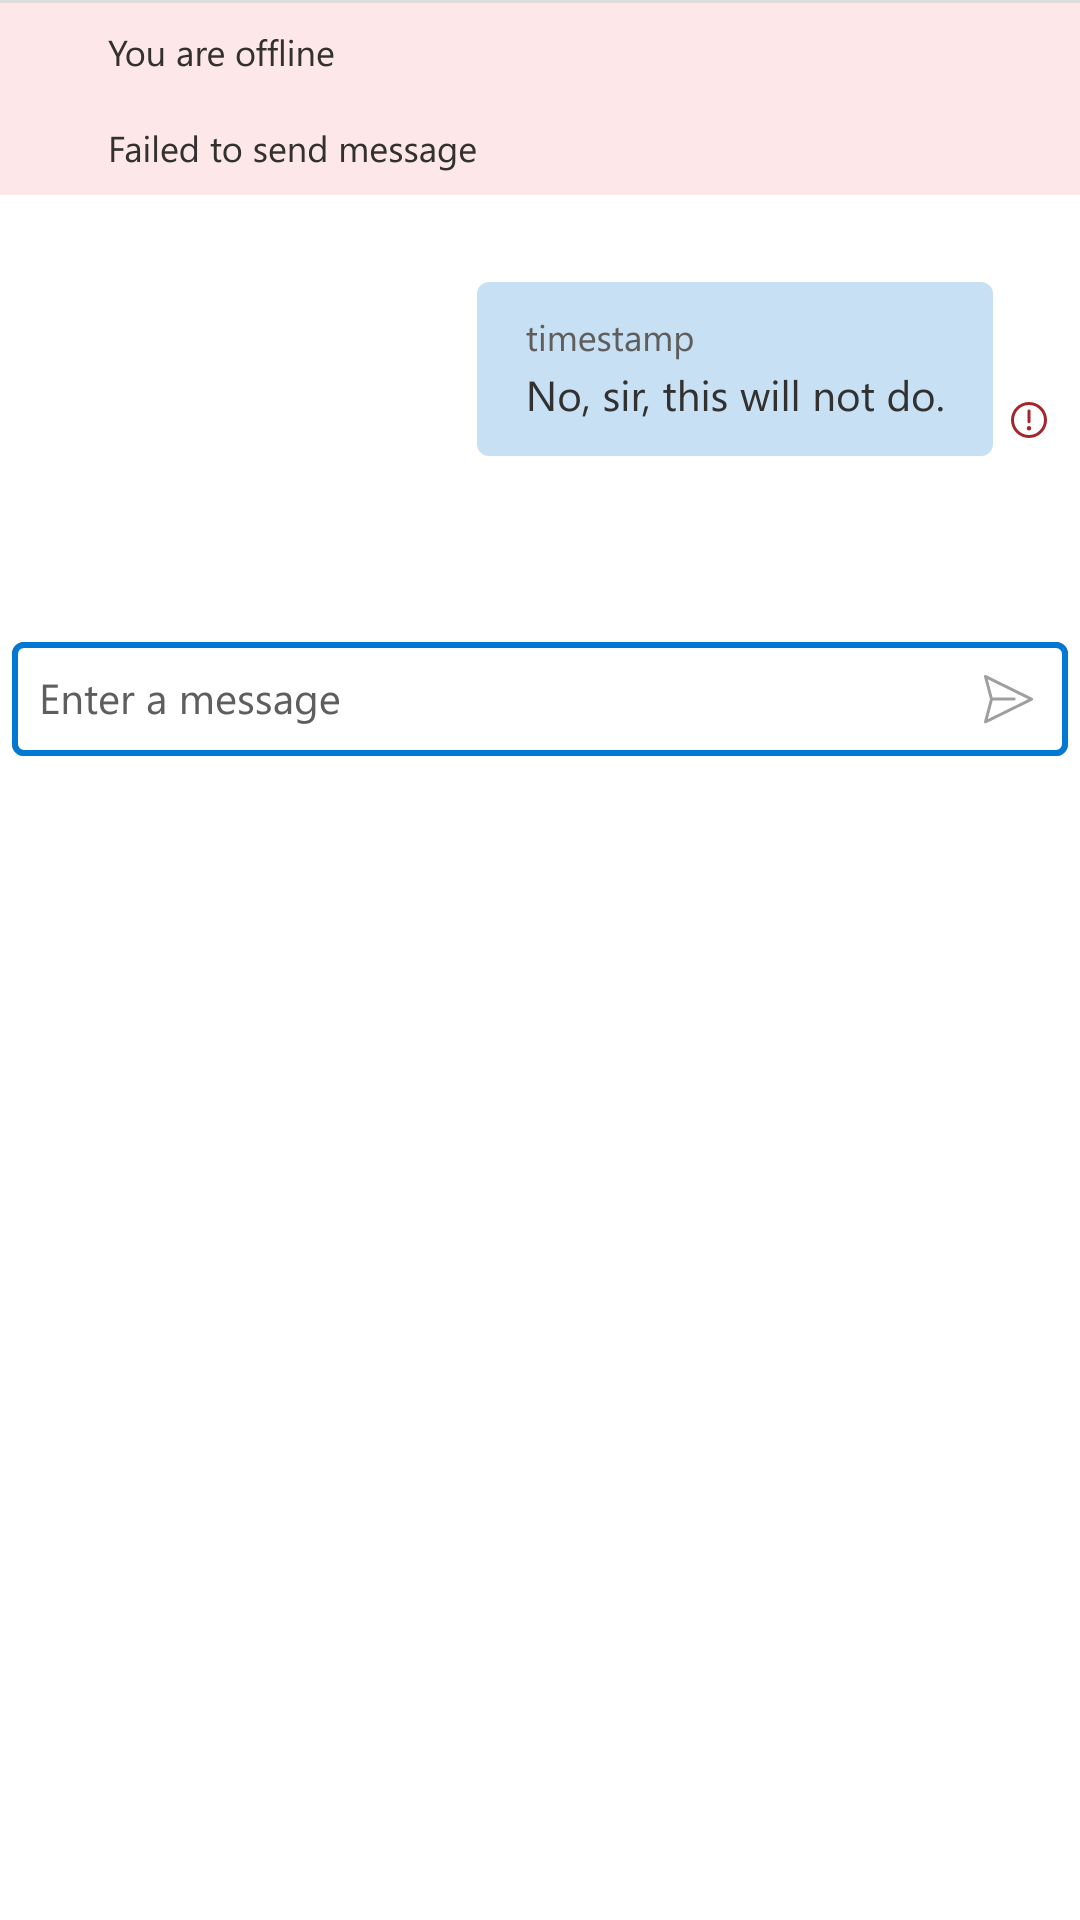 You are offline
Failed to send message
timestamp
No, sir, this will not do.
Enter a message